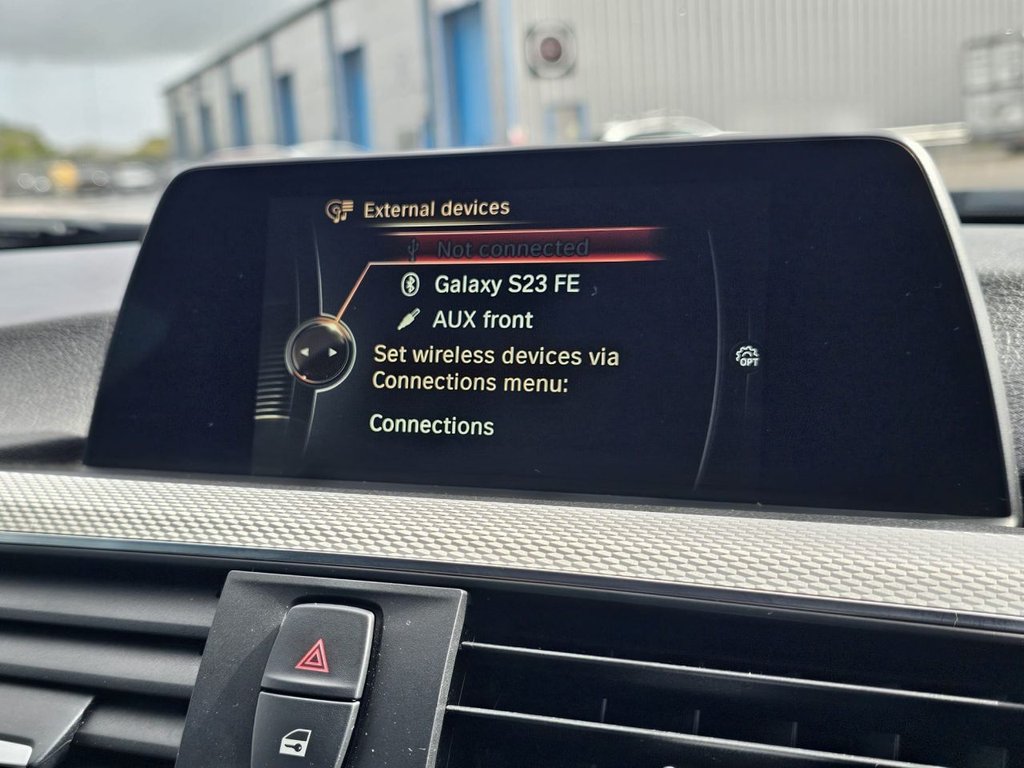 External devices
Not connected
Galaxy S23 FE
AUX front
Set wireless devices via
Connections menu:
OPT
Connections